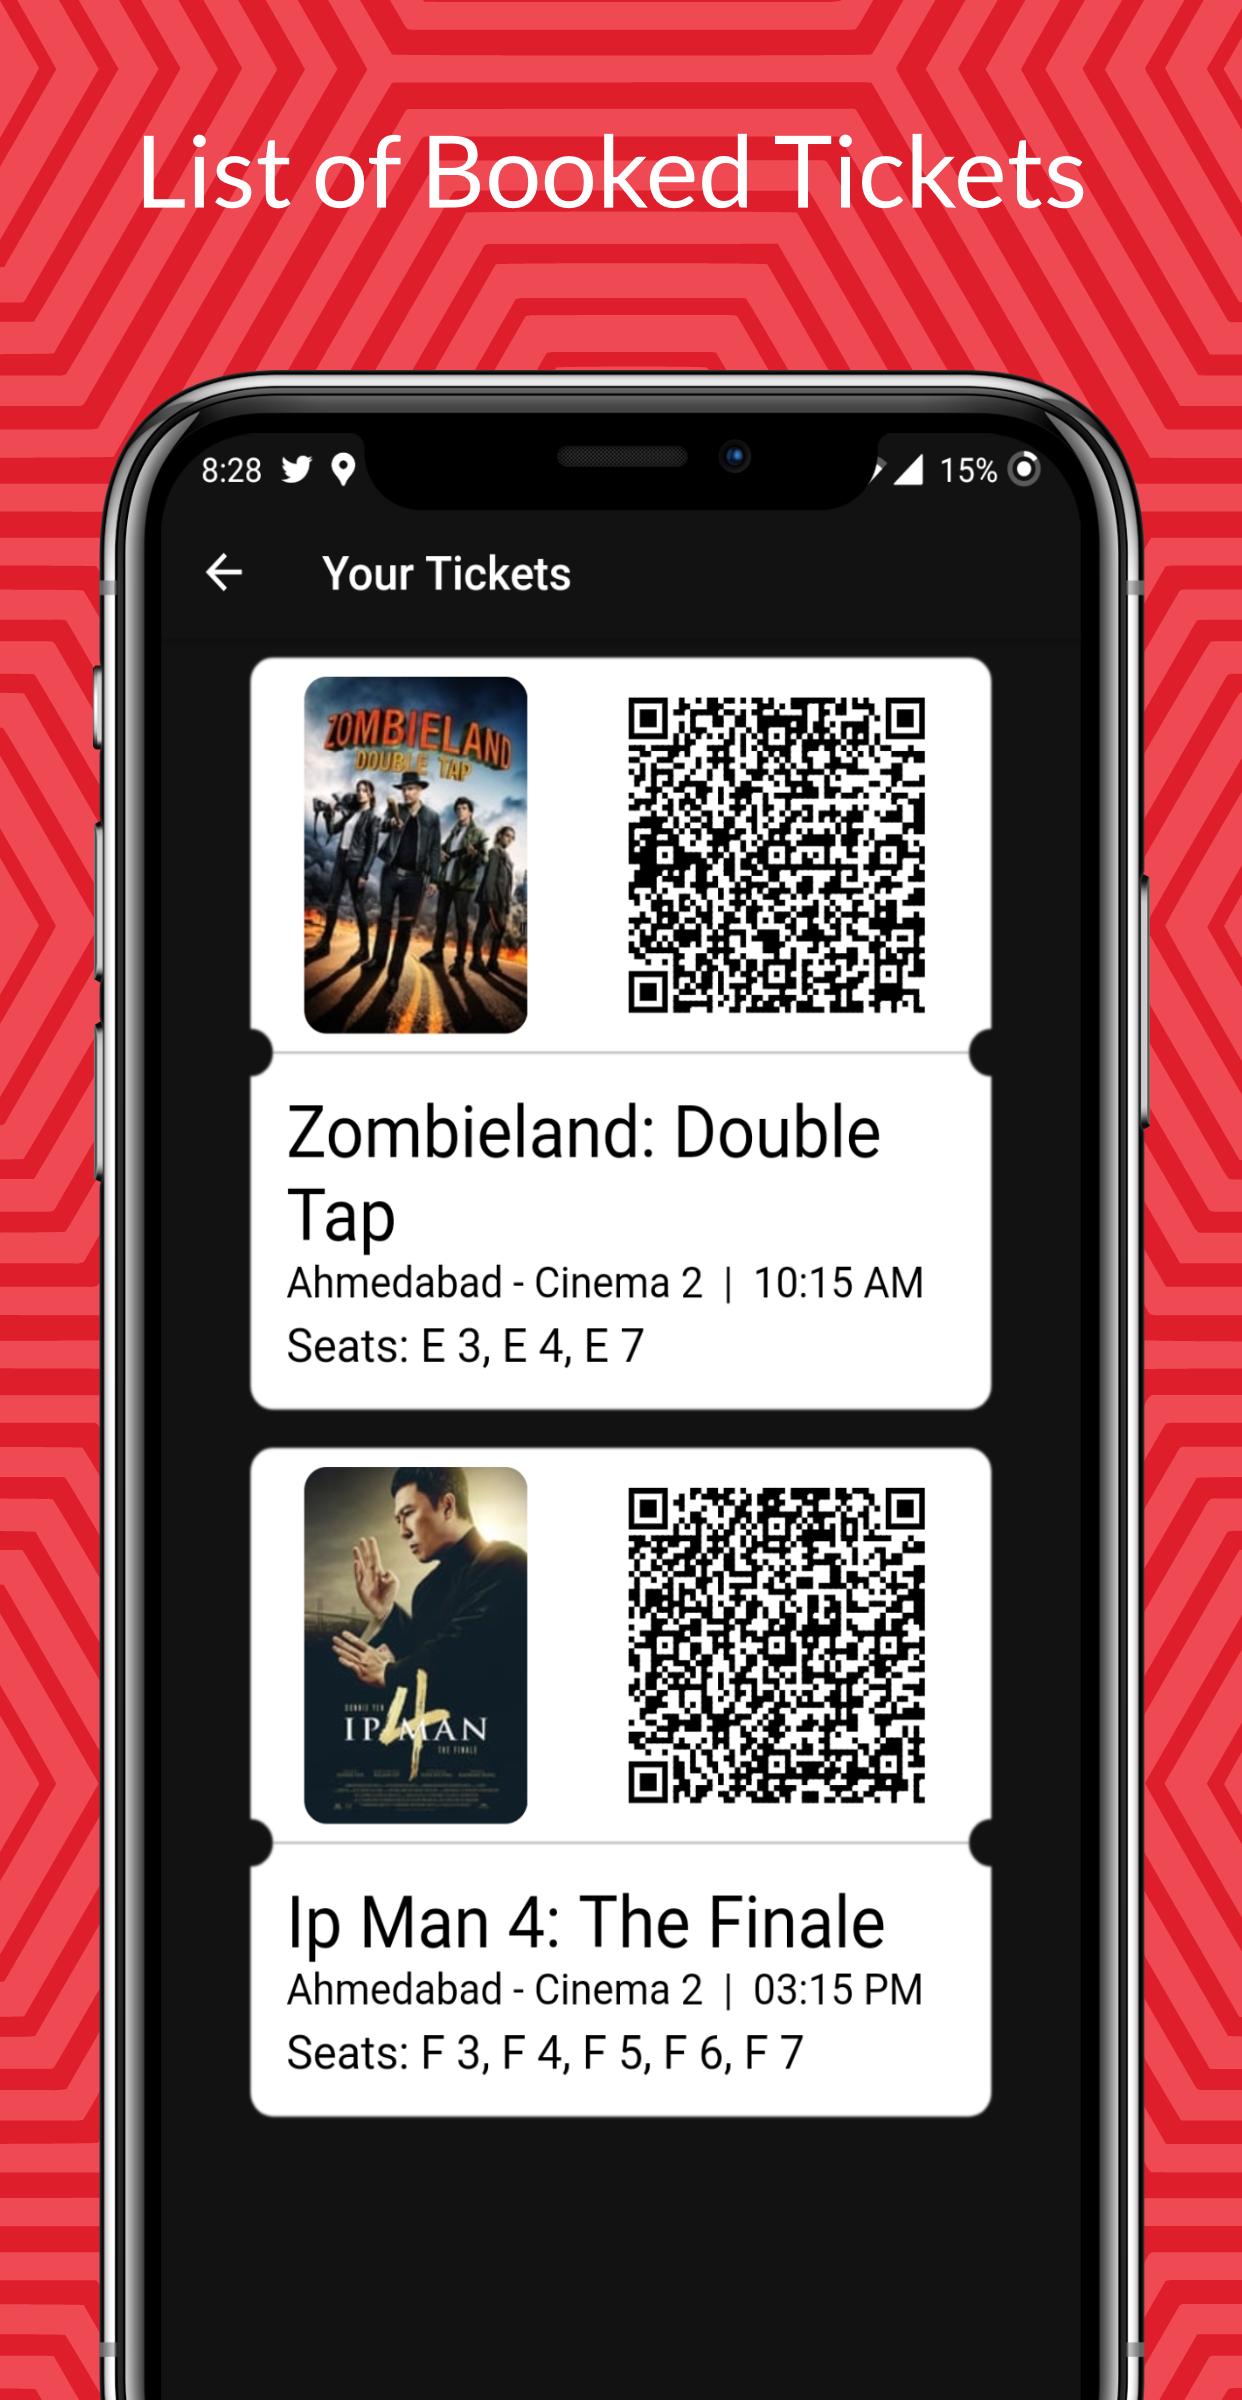 List of Booked Tickets
8:28
15%
Your Tickets
ZOMBIELAND
DOUBLE TAP
Zombieland: Double
Tap
Ahmedabad - Cinema 2 | 10:15 AM
Seats: E 3, E 4, E 7
DONNIE YEN
IP MAN 4
THE FINALE
Ip Man 4: The Finale
Ahmedabad - Cinema 2 | 03:15 PM
Seats: F 3, F 4, F 5, F 6, F 7